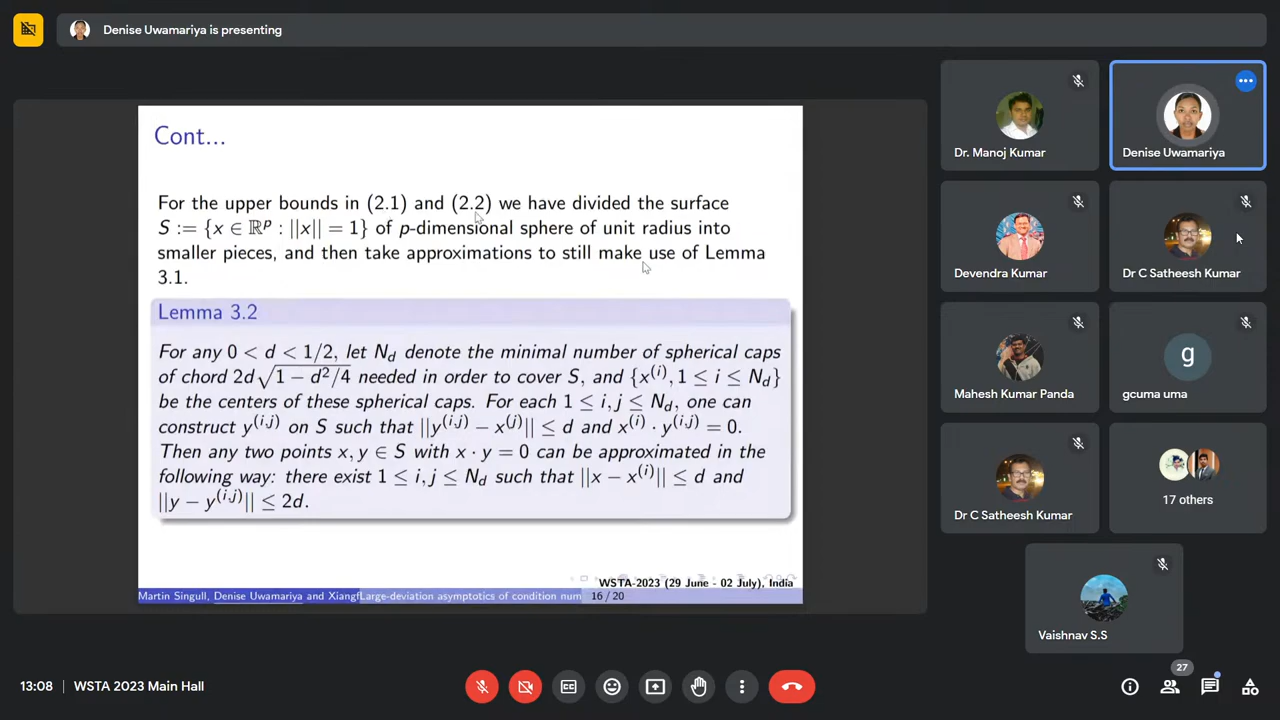 Denise Uwamariya is presenting
Cont...
For the upper bounds in (2.1) and (2.2) we have divided the surface
S := {x ∈ ℝᵖ : ||x|| = 1} of p-dimensional sphere of unit radius into
smaller pieces, and then take approximations to still make use of Lemma
3.1.
Lemma 3.2
For any 0 < d < 1/2, let N_d denote the minimal number of spherical caps
of chord 2d√(1 − d²/4) needed in order to cover S, and {x^(i), 1 ≤ i ≤ N_d}
be the centers of these spherical caps. For each 1 ≤ i, j ≤ N_d, one can
construct y^(i,j) on S such that ||y^(i,j) − x^(j)|| ≤ d and x^(i) · y^(i,j) = 0.
Then any two points x, y ∈ S with x · y = 0 can be approximated in the
following way: there exist 1 ≤ i, j ≤ N_d such that ||x − x^(i)|| ≤ d and
||y − y^(i,j)|| ≤ 2d.
WSTA-2023 (29 June - 02 July), India
Martin Singull, Denise Uwamariya and Xiangf Large-deviation asymptotics of condition num 16 / 20
Dr. Manoj Kumar
Denise Uwamariya
Devendra Kumar
Dr C Satheesh Kumar
Mahesh Kumar Panda
g
gcuma uma
Dr C Satheesh Kumar
17 others
Vaishnav S.S
13:08 | WSTA 2023 Main Hall
27